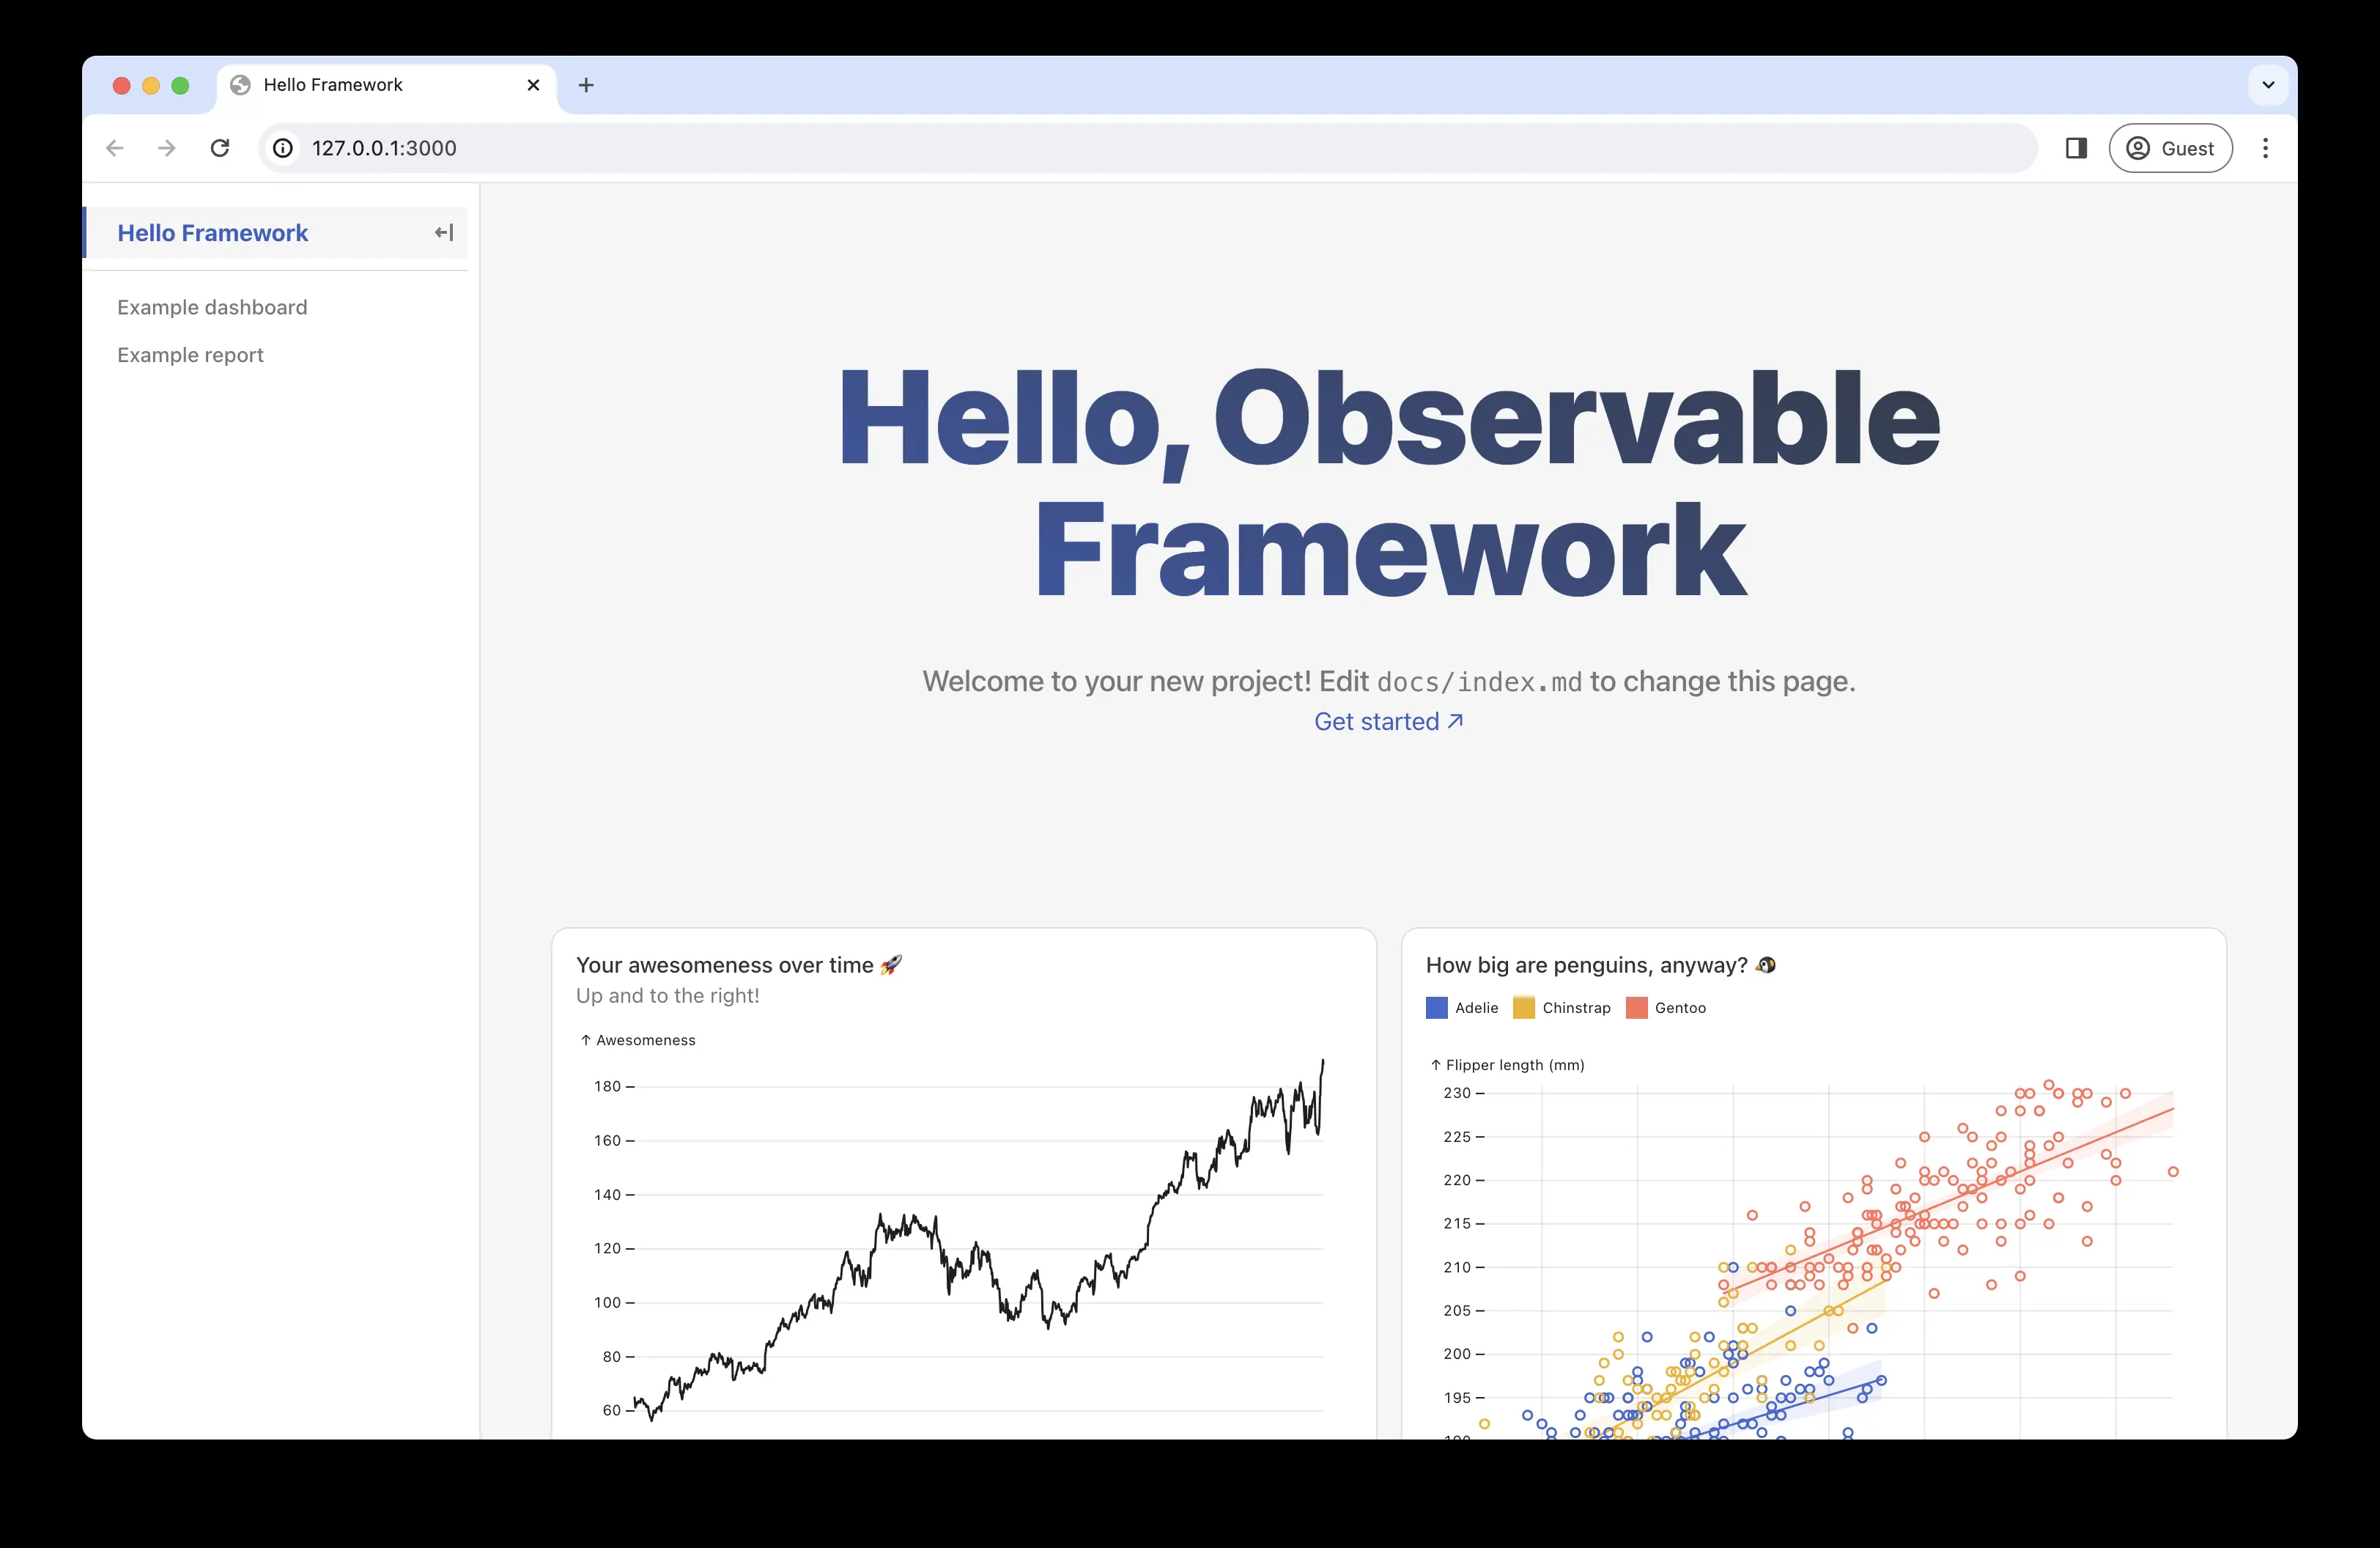 Hello Framework
127.0.0.1:3000
Guest
Hello Framework
Example dashboard
Example report
Hello, Observable
Framework
Welcome to your new project! Edit docs/index.md to change this page.
Get started ↗
Your awesomeness over time 🚀
Up and to the right!
↑ Awesomeness
180
160
140
120
100
80
60
How big are penguins, anyway? 🐧
Adelie Chinstrap Gentoo
↑ Flipper length (mm)
230
225
220
215
210
205
200
195